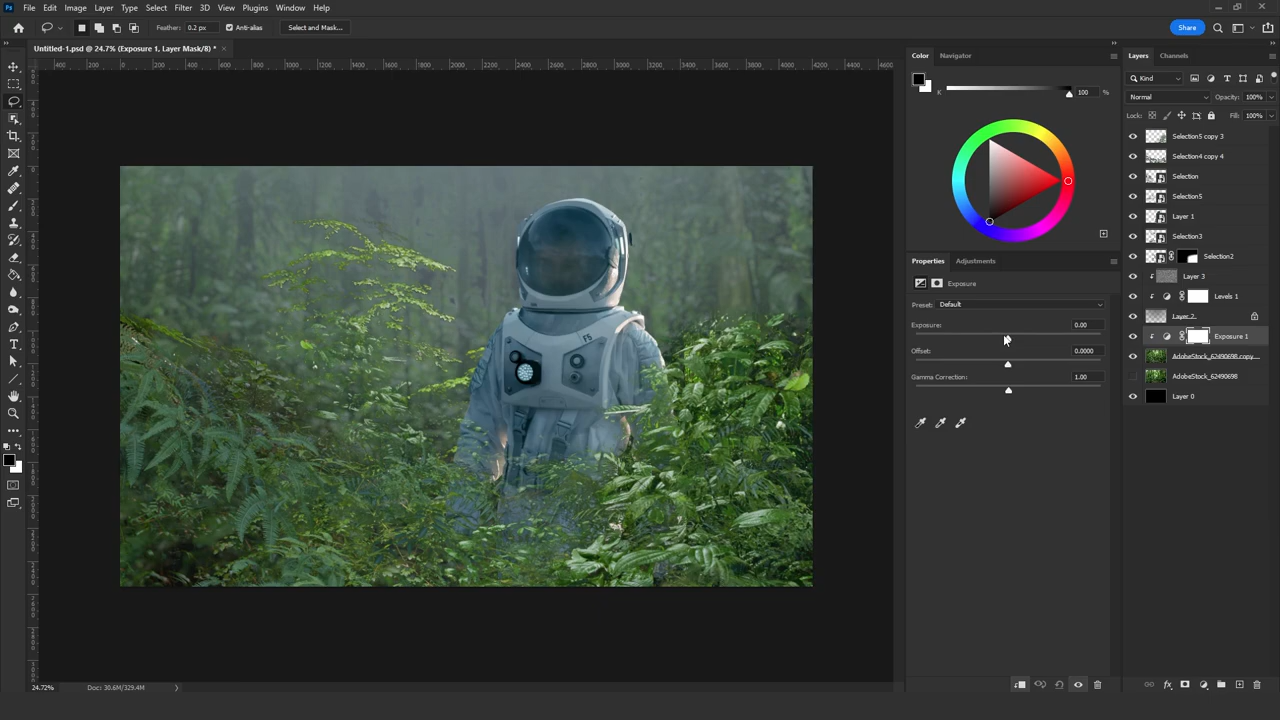 Ps File Edit Image Layer Type Select Filter 3D View Plugins Window Help
Feather: 0.2 px Anti-alias Select and Mask... Share
Untitled-1.psd @ 24.7% (Exposure 1, Layer Mask/8) *
Color Navigator
K 100 %
Properties Adjustments
Exposure
Preset: Default
Exposure: 0.00
Offset: 0.0000
Gamma Correction: 1.00
Layers Channels
Kind
Normal Opacity: 100%
Lock: Fill: 100%
Selection5 copy 3
Selection4 copy 4
Selection
Selection5
Layer 1
Selection3
Selection2
Layer 3
Levels 1
Layer 2
Exposure 1
AdobeStock_62490698 copy...
AdobeStock_62490698
Layer 0
F5
24.72% Doc: 30.6M/329.4M